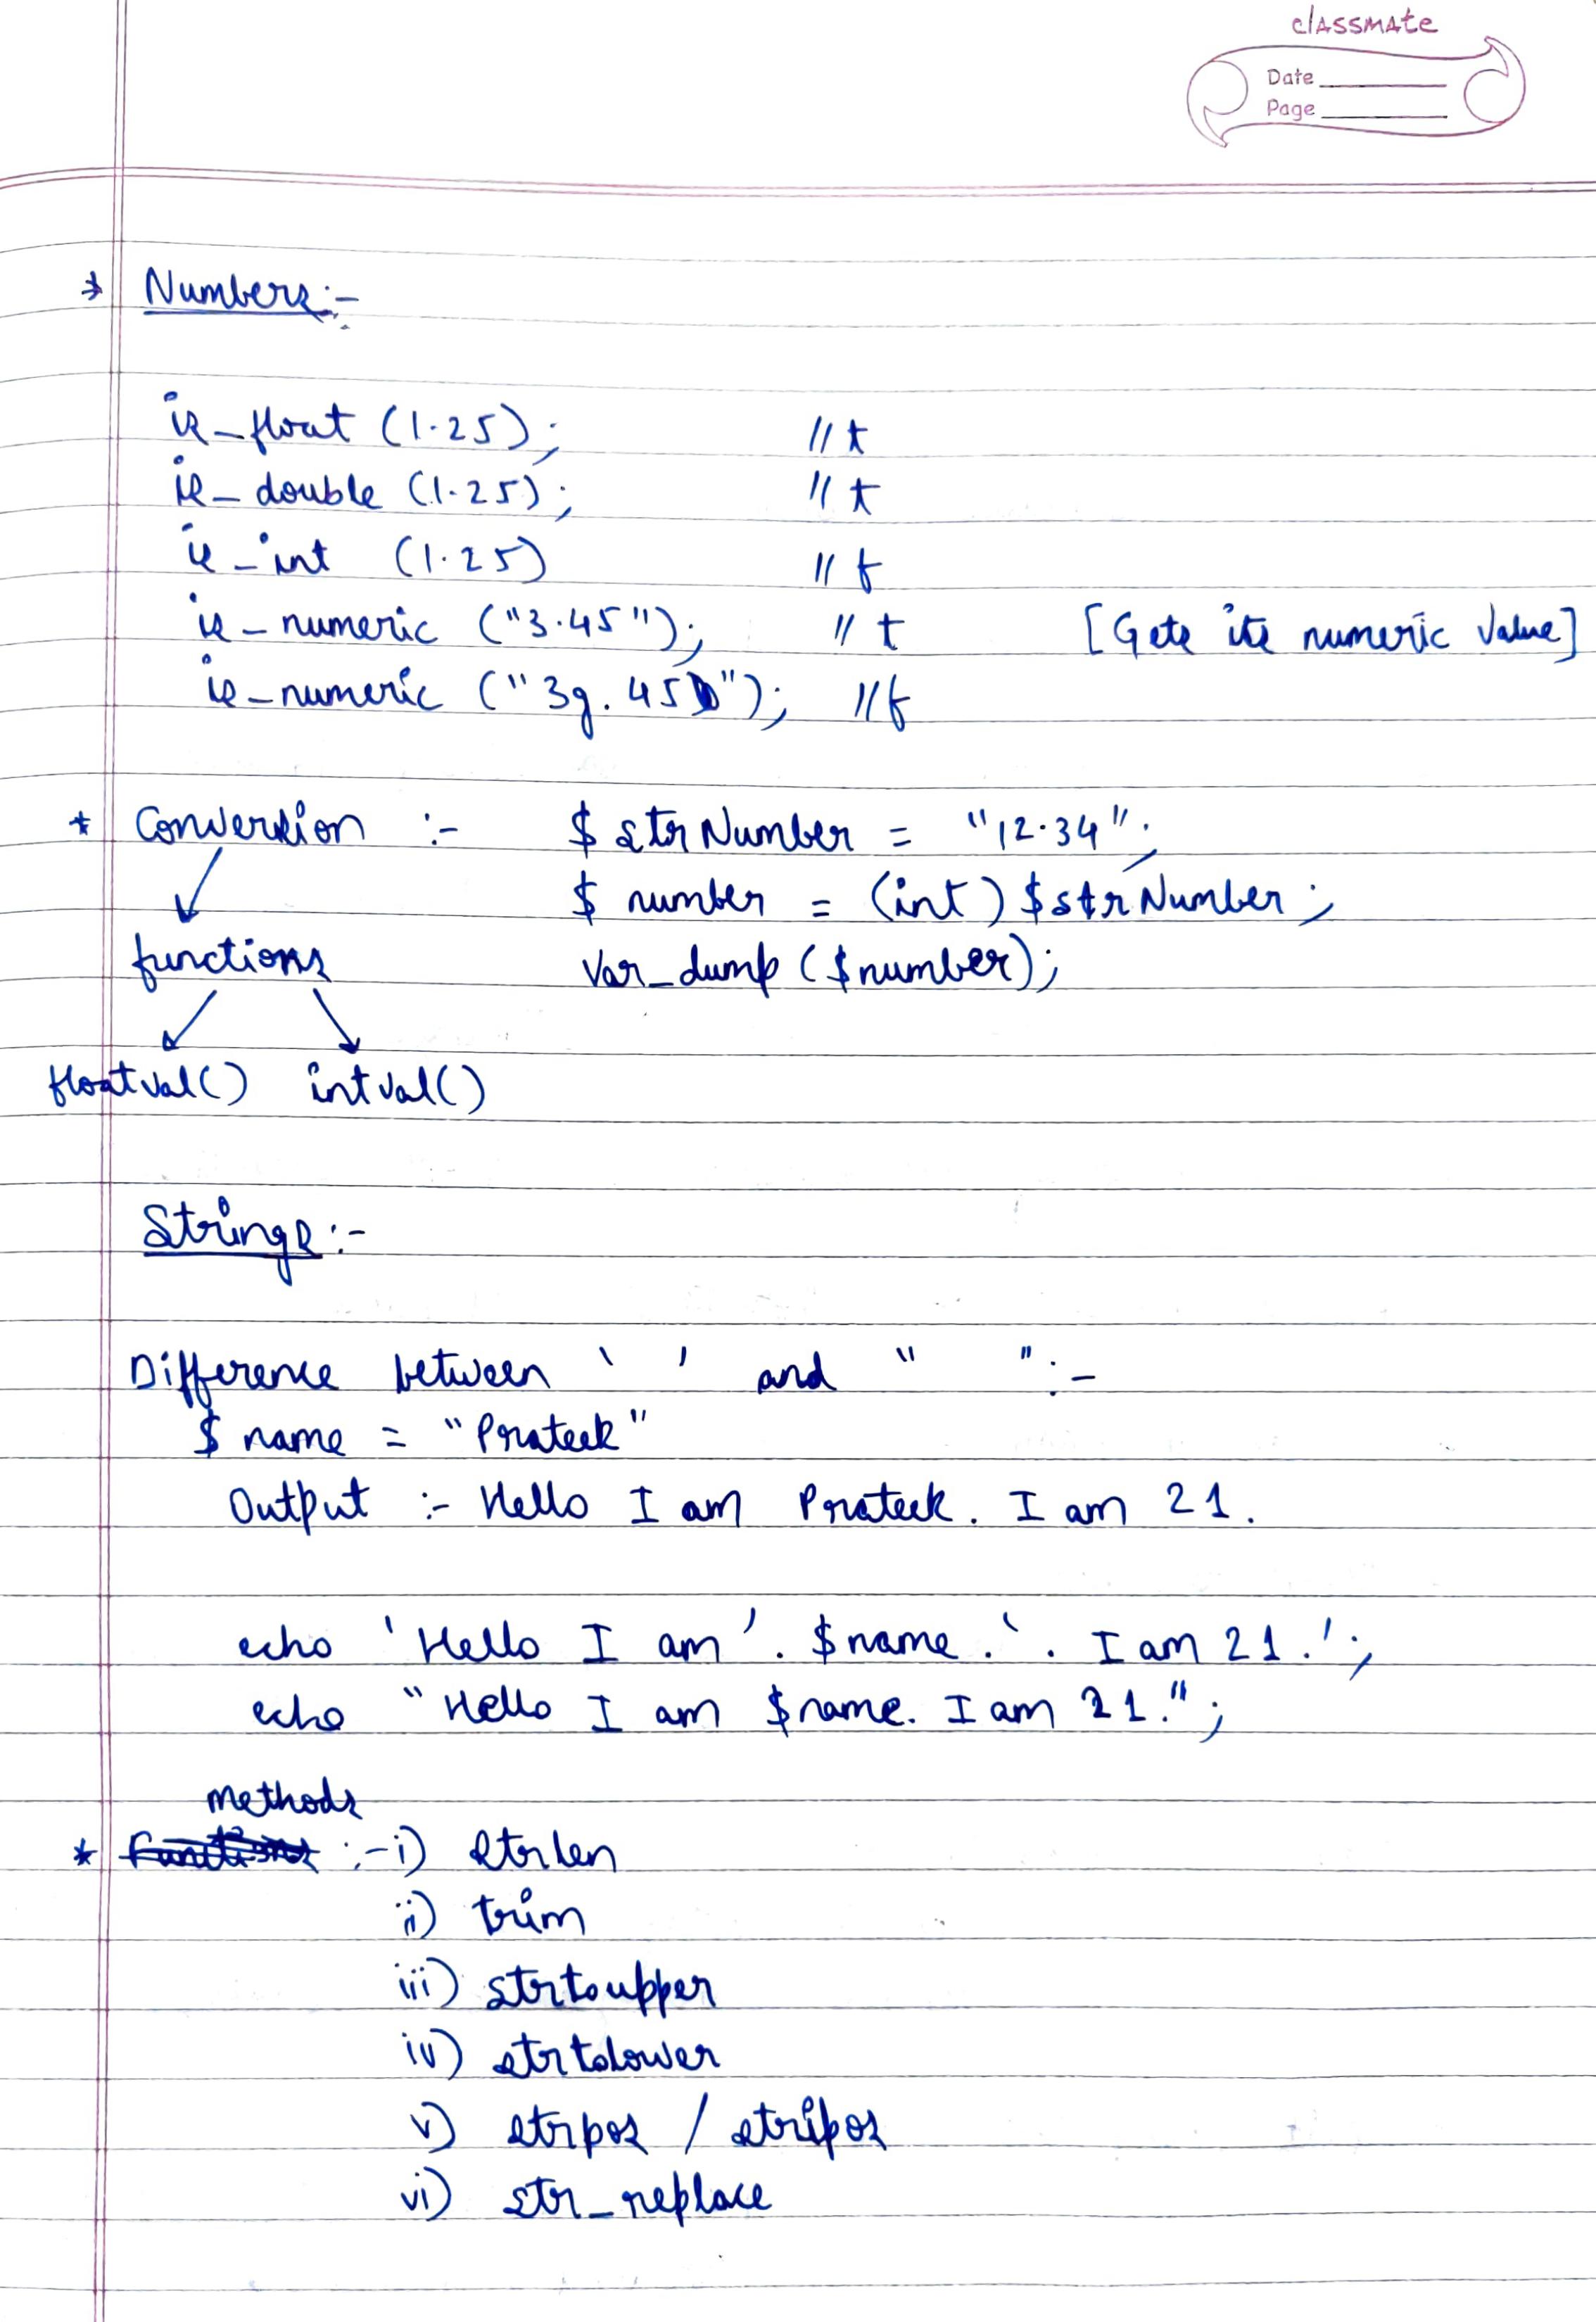 classmate
Date
Page
* Numbers :-
is_float (1.25); // t
is_double (1.25); // t
is_int (1.25) // f
is_numeric ("3.45"); // t [Gets its numeric value]
is_numeric ("3g.45"); // f
* Conversion :- $strNumber = "12.34";
$number = (int) $strNumber;
functions var_dump ($number);
floatval() intval()
Strings :-
Difference between ' ' and " " :-
$name = "Prateek"
Output :- Hello I am Prateek. I am 21.
echo 'Hello I am'. $name.'. I am 21.';
echo "Hello I am $name. I am 21.";
methods
* functions :- i) strlen
ii) trim
iii) strtoupper
iv) strtolower
v) strpos / stripos
vi) str_replace